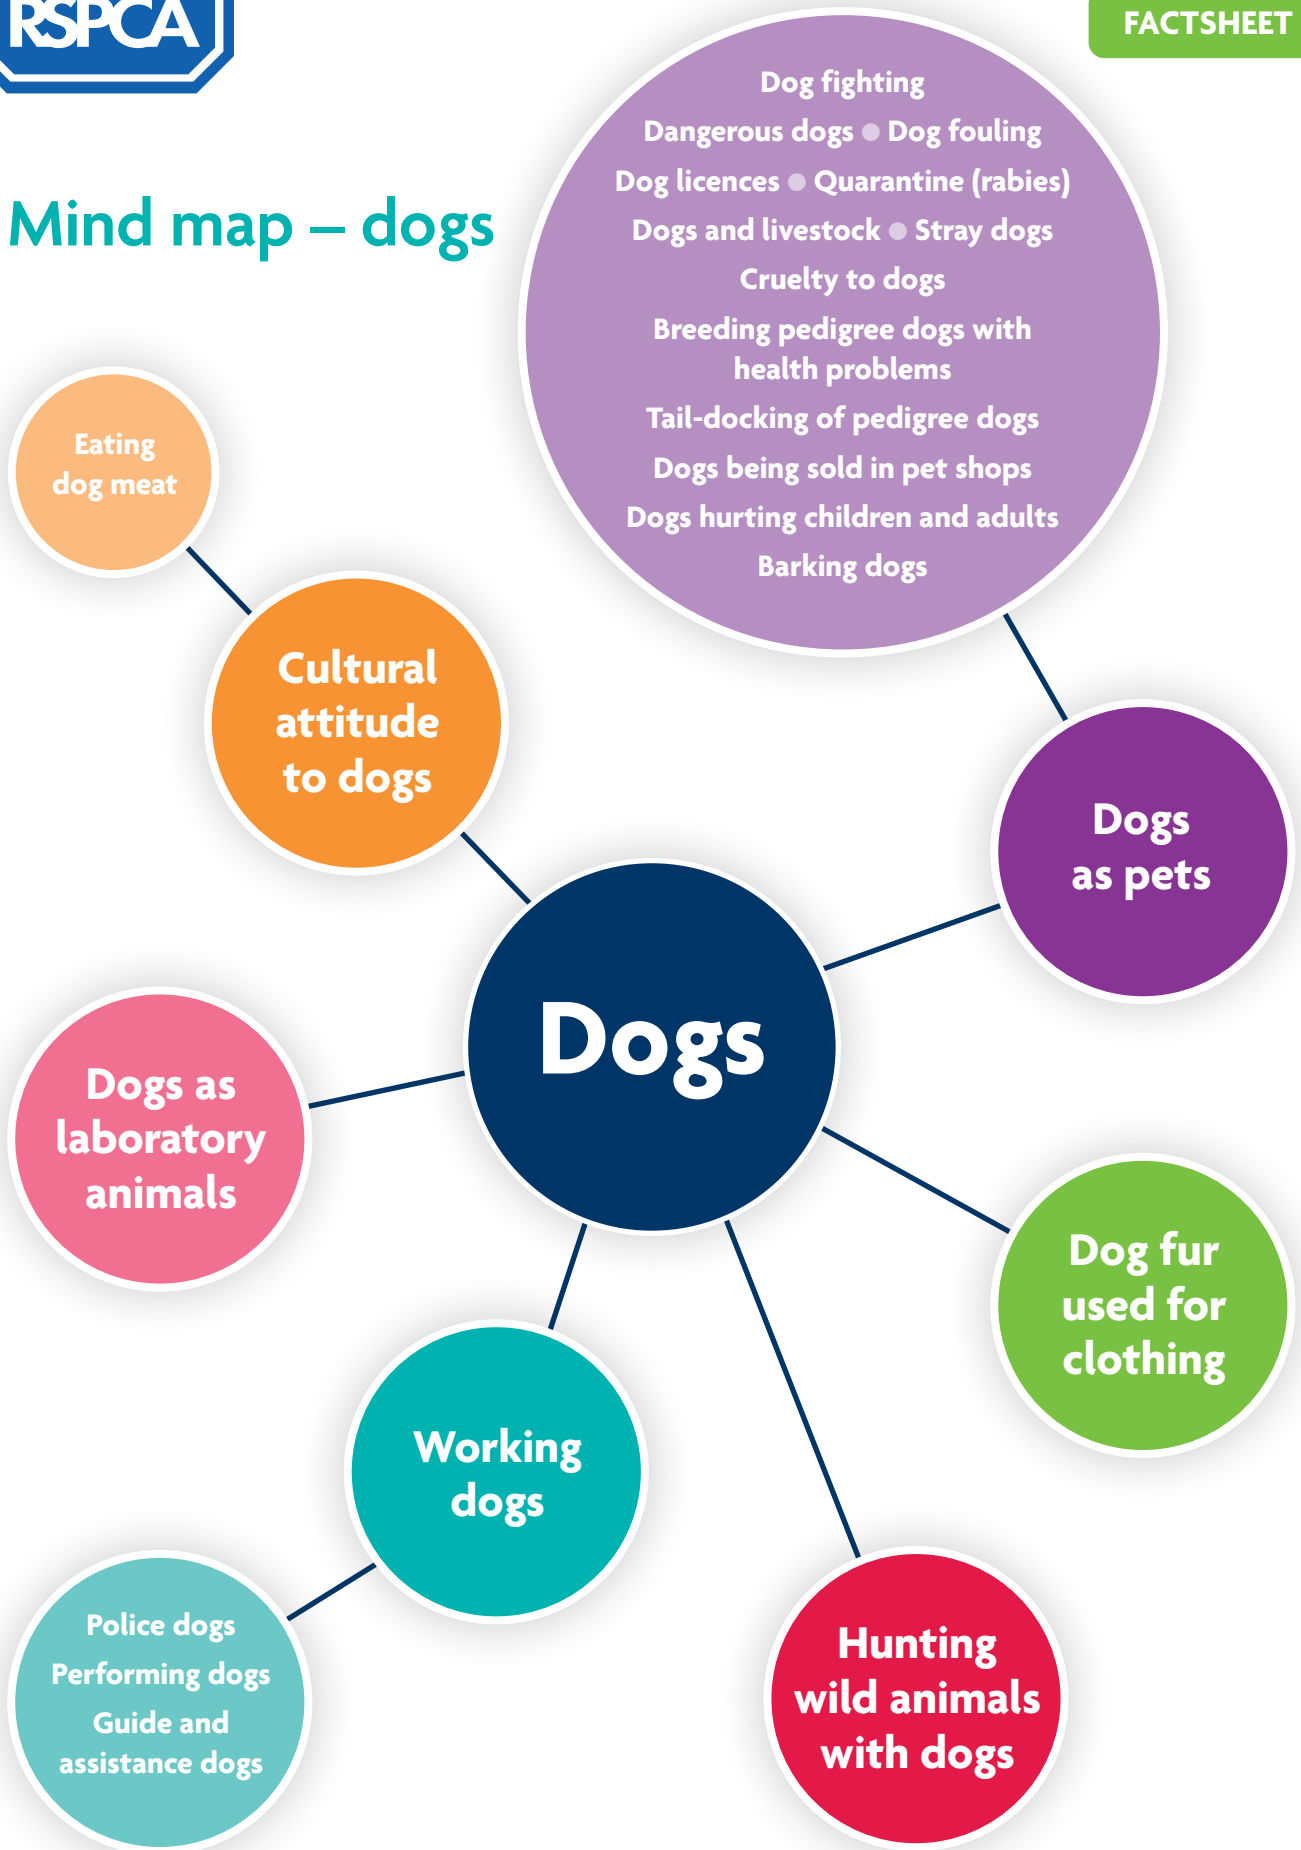 RSPCA
FACTSHEET
Mind map – dogs
Dog fighting
Dangerous dogs ● Dog fouling
Dog licences ● Quarantine (rabies)
Dogs and livestock ● Stray dogs
Cruelty to dogs
Breeding pedigree dogs with
health problems
Tail-docking of pedigree dogs
Dogs being sold in pet shops
Dogs hurting children and adults
Barking dogs
Eating
dog meat
Cultural
attitude
to dogs
Dogs
as pets
Dogs
Dogs as
laboratory
animals
Dog fur
used for
clothing
Working
dogs
Police dogs
Performing dogs
Guide and
assistance dogs
Hunting
wild animals
with dogs